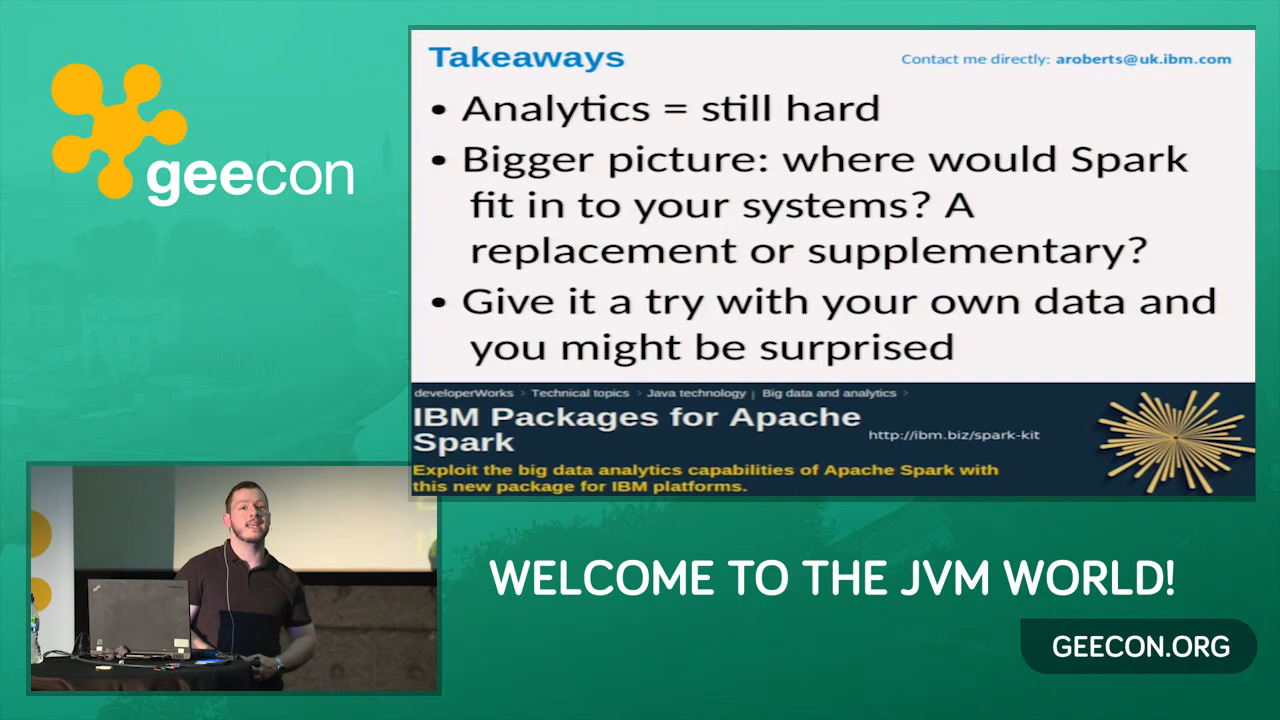 geecon
Takeaways
Contact me directly: aroberts@uk.ibm.com
• Analytics = still hard
• Bigger picture: where would Spark
fit in to your systems? A
replacement or supplementary?
• Give it a try with your own data and
you might be surprised
developerWorks > Technical topics > Java technology | Big data and analytics >
IBM Packages for Apache
Spark
http://ibm.biz/spark-kit
Exploit the big data analytics capabilities of Apache Spark with
this new package for IBM platforms.
WELCOME TO THE JVM WORLD!
GEECON.ORG